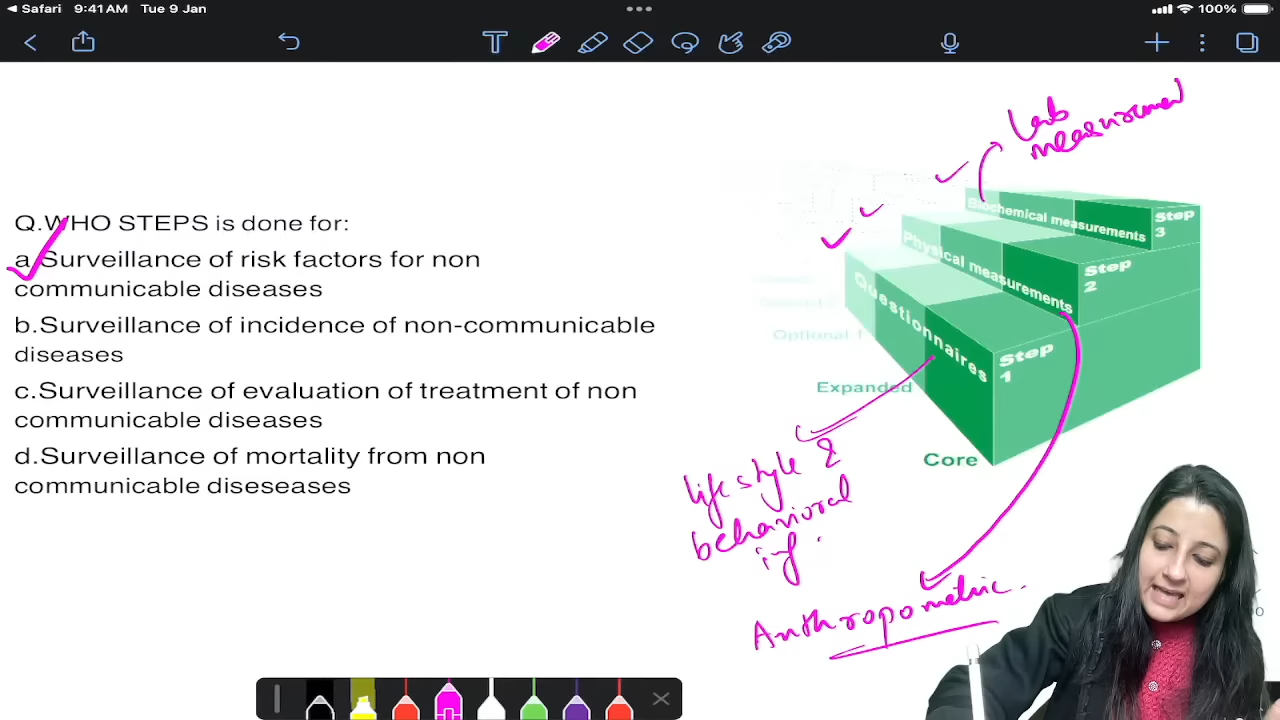 Safari 9:41 AM Tue 9 Jan
100%
Q.WHO STEPS is done for:
a.Surveillance of risk factors for non
communicable diseases
b.Surveillance of incidence of non-communicable
diseases
c.Surveillance of evaluation of treatment of non
communicable diseases
d.Surveillance of mortality from non
communicable diseseases
Lab
measurement
Biochemical measurements
Step
3
Physical measurements
Step
2
Questionnaires
Step
1
Optional 1
Expanded
Core
lifestyle &
behavioral
inf.
Anthropometric.